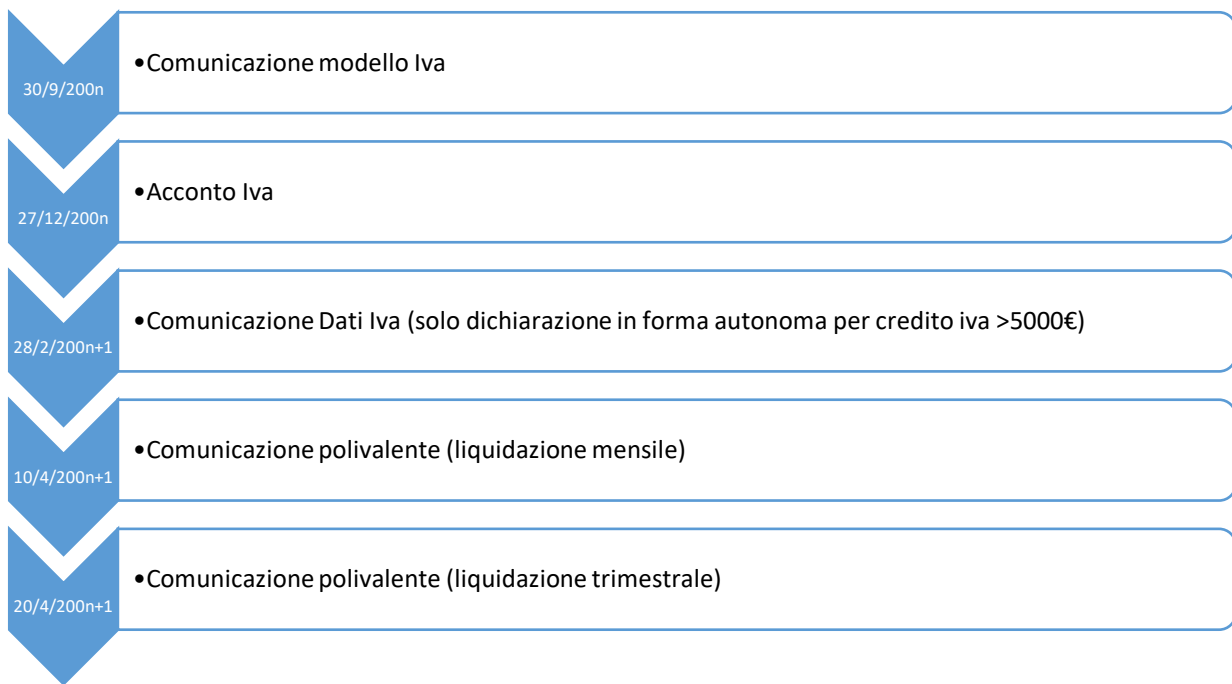 30/9/200n
•Comunicazione modello Iva
27/12/200n
•Acconto Iva
28/2/200n+1
•Comunicazione Dati Iva (solo dichiarazione in forma autonoma per credito iva >5000€)
10/4/200n+1
•Comunicazione polivalente (liquidazione mensile)
20/4/200n+1
•Comunicazione polivalente (liquidazione trimestrale)